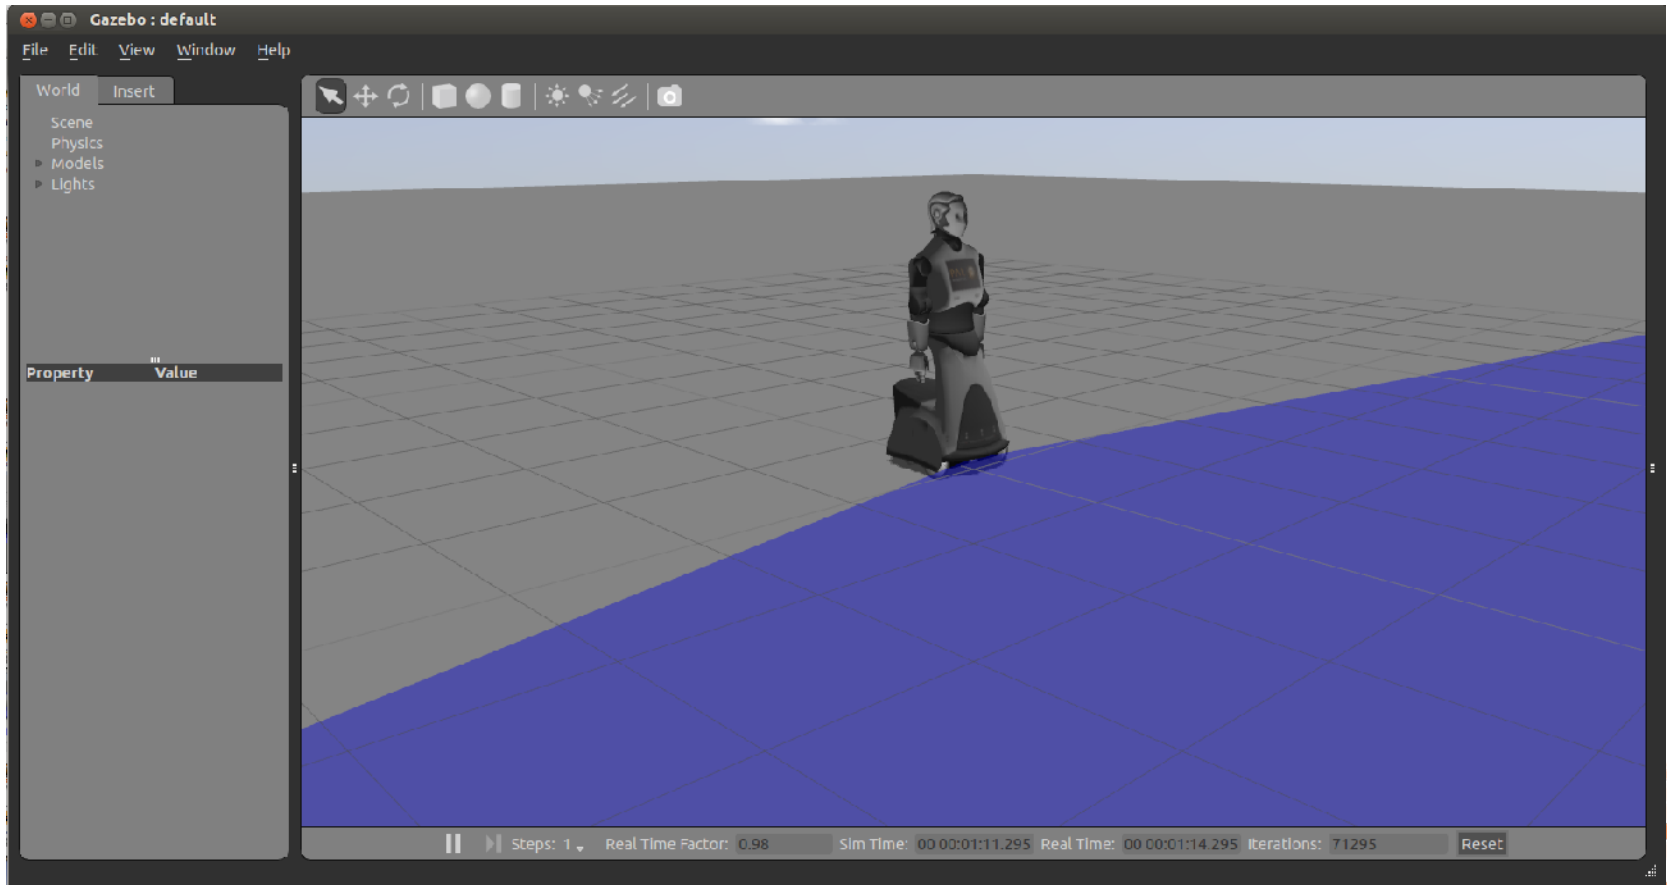 Gazebo : default
File Edit View Window Help
World Insert
Scene
Physics
Models
Lights
Property Value
Steps: 1 Real Time Factor: 0.98 Sim Time: 00 00:01:11.295 Real Time: 00 00:01:14.295 Iterations: 71295 Reset